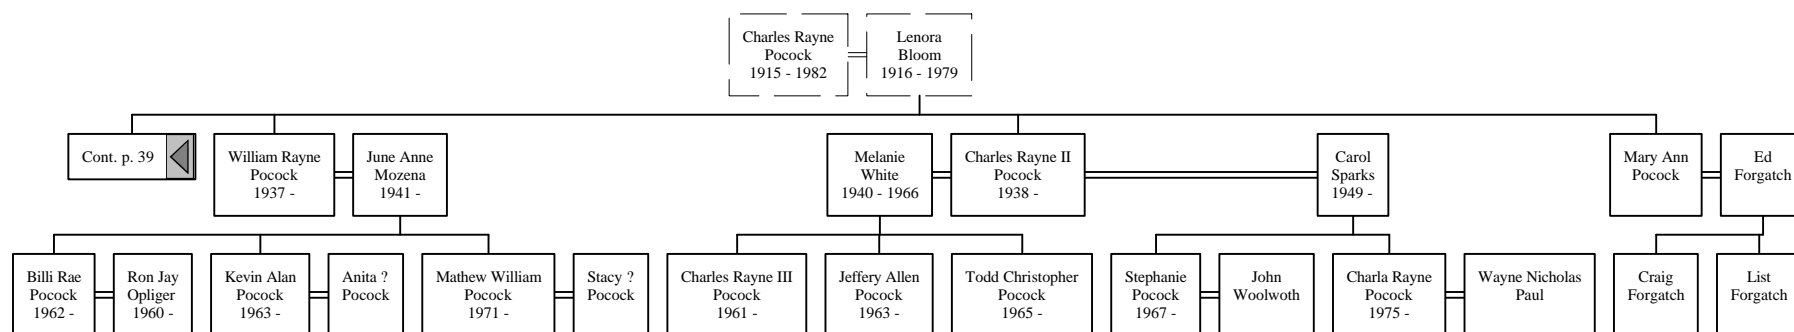 Charles Rayne
Pocock
1915 - 1982
Lenora
Bloom
1916 - 1979
Cont. p. 39
William Rayne
Pocock
1937 -
June Anne
Mozena
1941 -
Melanie
White
1940 - 1966
Charles Rayne II
Pocock
1938 -
Carol
Sparks
1949 -
Mary Ann
Pocock
Ed
Forgatch
Billi Rae
Pocock
1962 -
Ron Jay
Opliger
1960 -
Kevin Alan
Pocock
1963 -
Anita ?
Pocock
Mathew William
Pocock
1971 -
Stacy ?
Pocock
Charles Rayne III
Pocock
1961 -
Jeffery Allen
Pocock
1963 -
Todd Christopher
Pocock
1965 -
Stephanie
Pocock
1967 -
John
Woolwoth
Charla Rayne
Pocock
1975 -
Wayne Nicholas
Paul
Craig
Forgatch
List
Forgatch